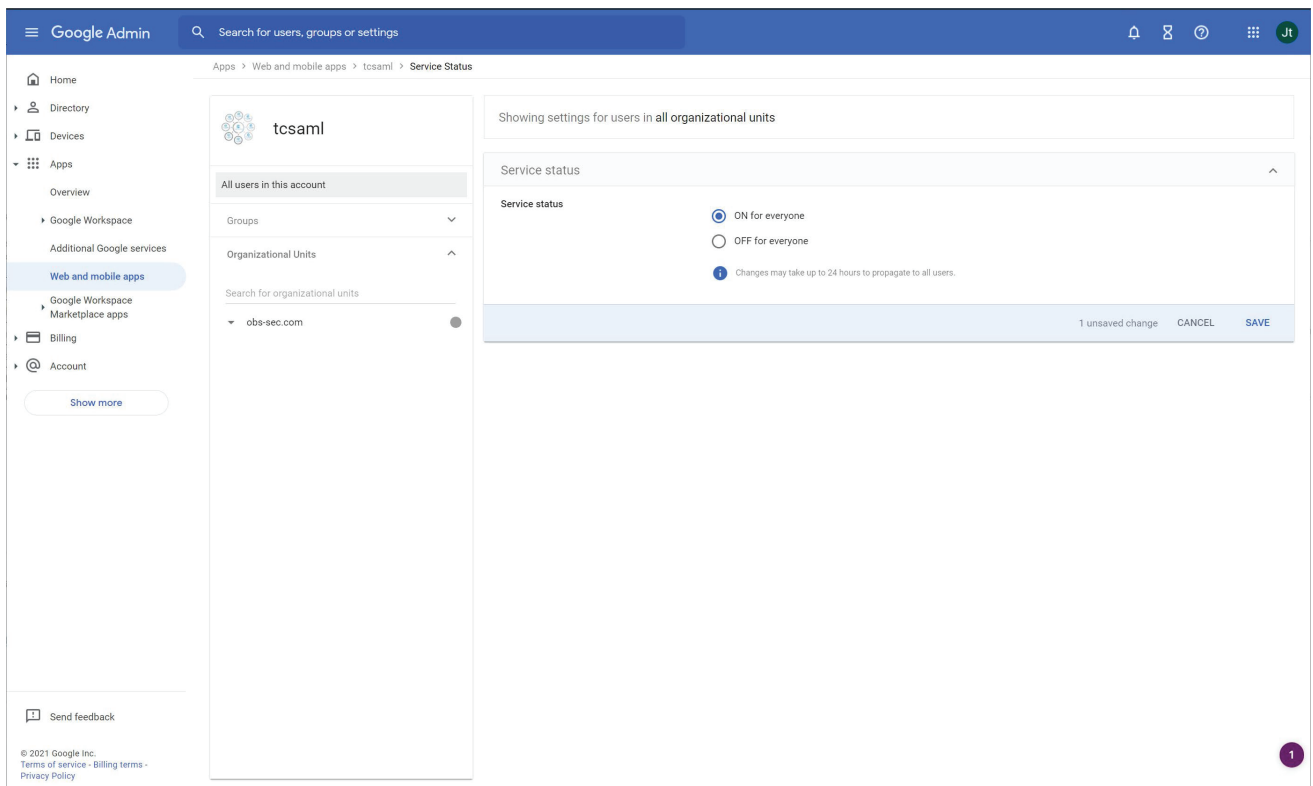 Google Admin
Search for users, groups or settings
Jt
Apps > Web and mobile apps > tcsaml > Service Status
Home
Directory
Devices
Apps
Overview
Google Workspace
Additional Google services
Web and mobile apps
Google Workspace
Marketplace apps
Billing
Account
Show more
Send feedback
© 2021 Google Inc.
Terms of service - Billing terms -
Privacy Policy
tcsaml
All users in this account
Groups
Organizational Units
Search for organizational units
obs-sec.com
Showing settings for users in all organizational units
Service status
Service status
ON for everyone
OFF for everyone
Changes may take up to 24 hours to propagate to all users.
1 unsaved change CANCEL SAVE
1